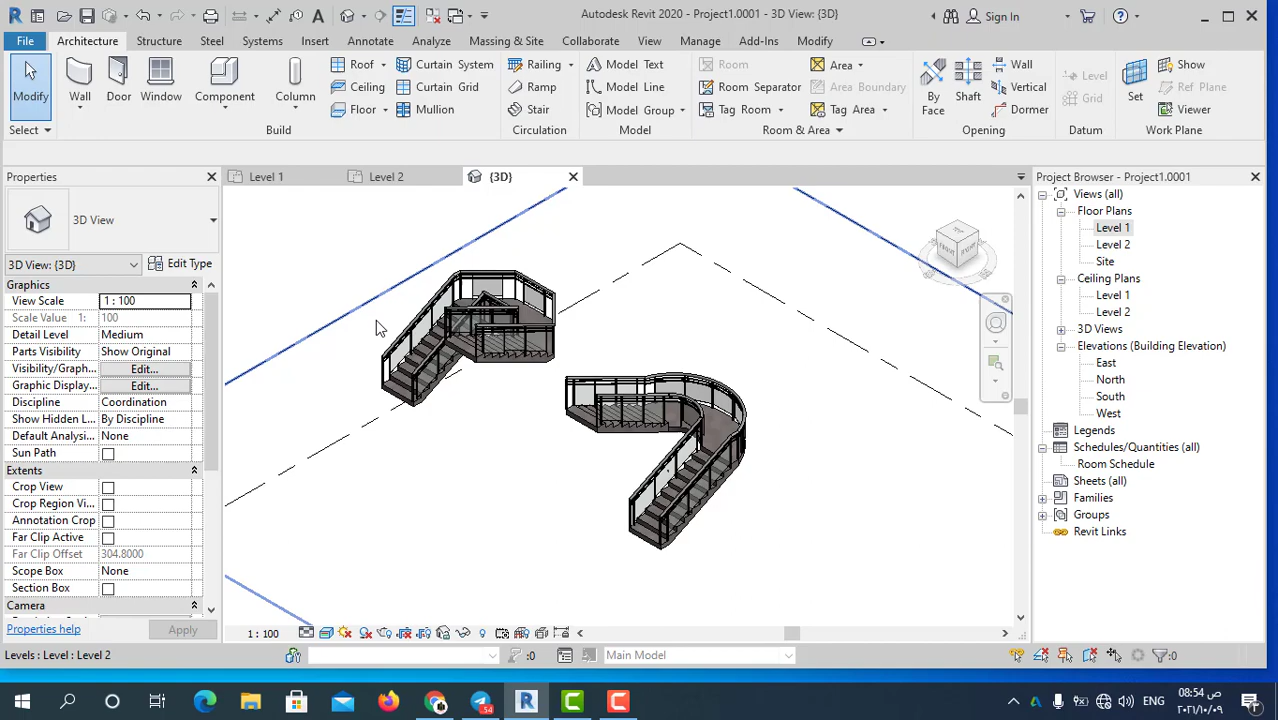 Autodesk Revit 2020 - Project1.0001 - 3D View: {3D}
Sign In
File Architecture Structure Steel Systems Insert Annotate Analyze Massing & Site Collaborate View Manage Add-Ins Modify
Modify
Wall
Door
Window
Component
Column
Roof
Ceiling
Floor
Curtain System
Curtain Grid
Mullion
Railing
Ramp
Stair
Model Text
Model Line
Model Group
Room
Room Separator
Tag Room
Area
Area Boundary
Tag Area
By Face
Shaft
Wall
Vertical
Dormer
Level
Grid
Set
Show
Ref Plane
Viewer
Select
Build
Circulation
Model
Room & Area
Opening
Datum
Work Plane
Properties
Level 1
Level 2
{3D}
Project Browser - Project1.0001
3D View
3D View: {3D}
Edit Type
Graphics
View Scale 1 : 100
Scale Value 1: 100
Detail Level Medium
Parts Visibility Show Original
Visibility/Graph... Edit...
Graphic Display... Edit...
Discipline Coordination
Show Hidden L... By Discipline
Default Analysi... None
Sun Path
Extents
Crop View
Crop Region Vi...
Annotation Crop
Far Clip Active
Far Clip Offset 304.8000
Scope Box None
Section Box
Camera
Properties help
Apply
TOP
FRONT
RIGHT
Views (all)
Floor Plans
Level 1
Level 2
Site
Ceiling Plans
Level 1
Level 2
3D Views
Elevations (Building Elevation)
East
North
South
West
Legends
Schedules/Quantities (all)
Room Schedule
Sheets (all)
Families
Groups
Revit Links
1 : 100
Levels : Level : Level 2
:0
Main Model
:0
54
ENG
08:54 ص
٢٠٢١/١٠/٠٩